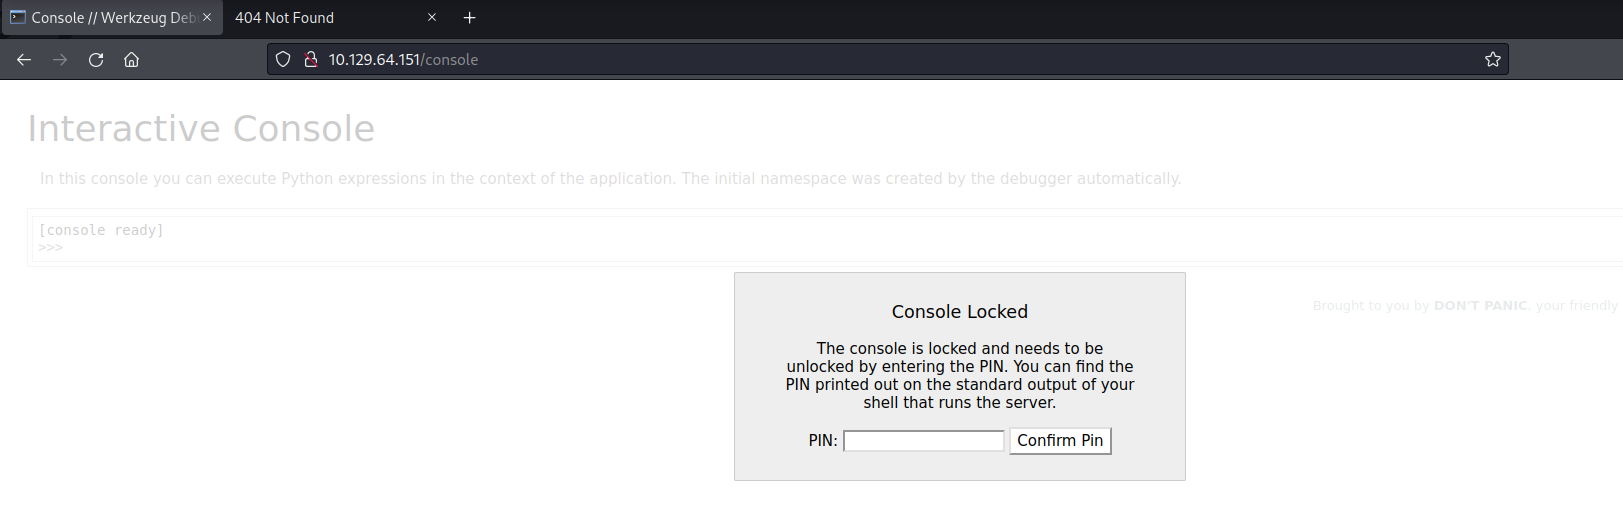 Console // Werkzeug Deb
404 Not Found
10.129.64.151/console
Interactive Console
In this console you can execute Python expressions in the context of the application. The initial namespace was created by the debugger automatically.
[console ready]
>>>
Console Locked
The console is locked and needs to be
unlocked by entering the PIN. You can find the
PIN printed out on the standard output of your
shell that runs the server.
PIN:
Confirm Pin
Brought to you by DON'T PANIC, your friendly